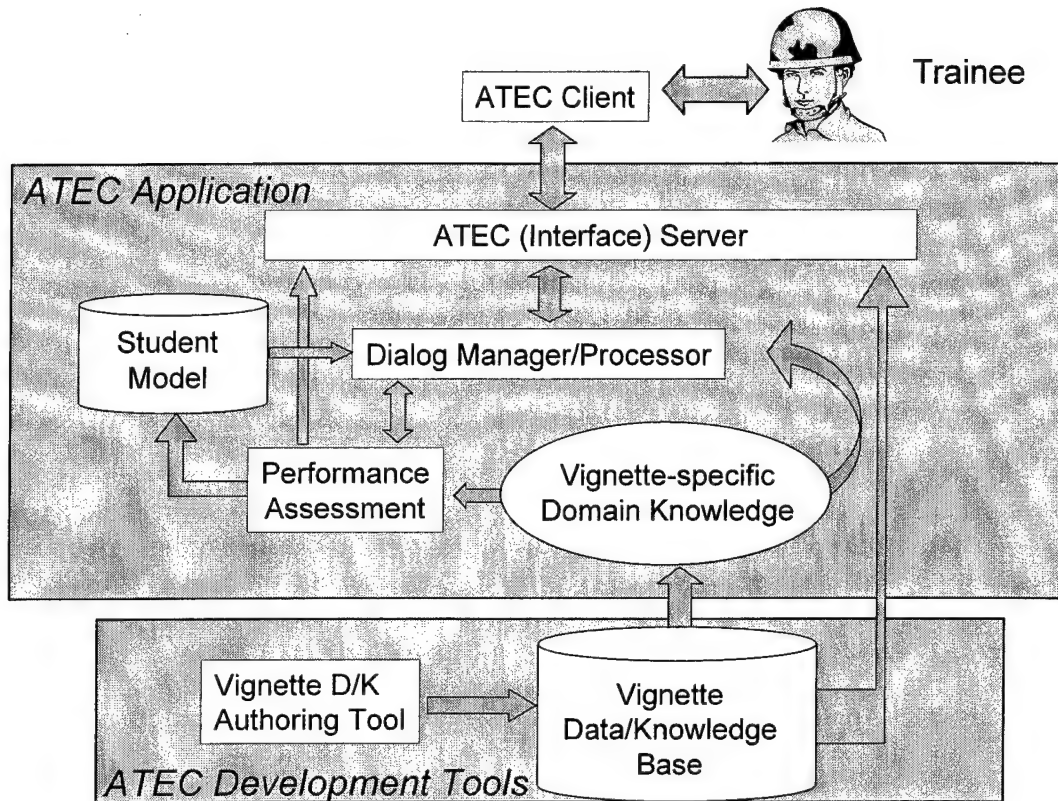 Trainee
ATEC Client
ATEC Application
ATEC (Interface) Server
Student
Model
Dialog Manager/Processor
Performance
Assessment
Vignette-specific
Domain Knowledge
Vignette D/K
Authoring Tool
Vignette
Data/Knowledge
Base
ATEC Development Tools